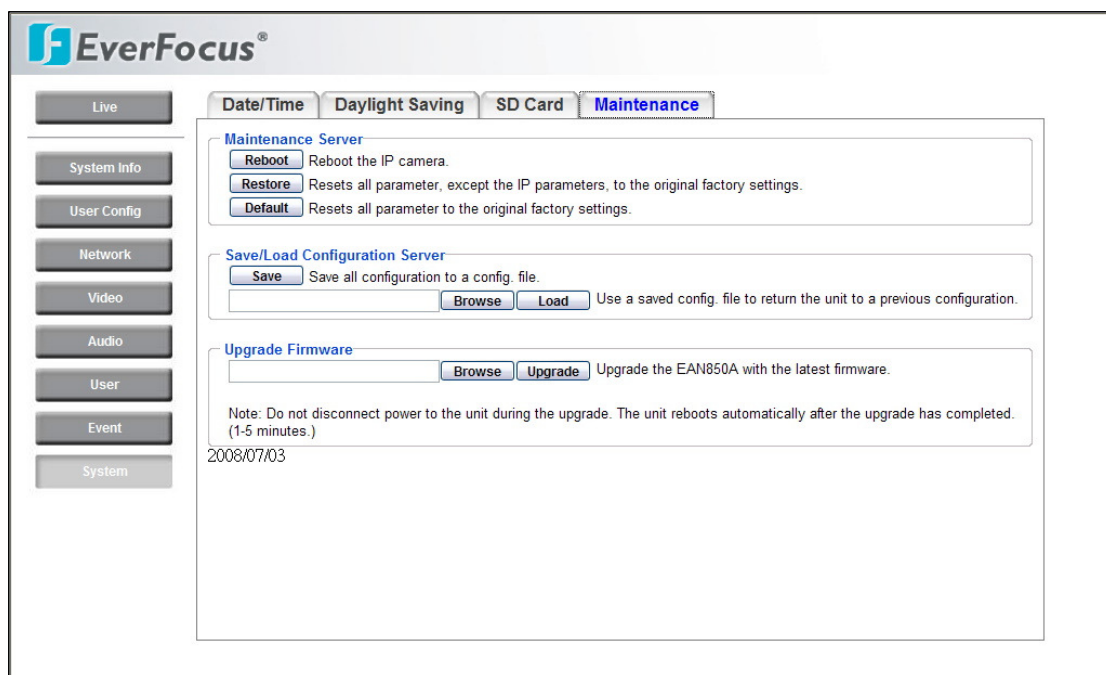 EverFocus®
Live
System Info
User Config
Network
Video
Audio
User
Event
System
Date/Time Daylight Saving SD Card Maintenance
Maintenance Server
Reboot Reboot the IP camera.
Restore Resets all parameter, except the IP parameters, to the original factory settings.
Default Resets all parameter to the original factory settings.
Save/Load Configuration Server
Save Save all configuration to a config. file.
Browse Load Use a saved config. file to return the unit to a previous configuration.
Upgrade Firmware
Browse Upgrade Upgrade the EAN850A with the latest firmware.
Note: Do not disconnect power to the unit during the upgrade. The unit reboots automatically after the upgrade has completed.
(1-5 minutes.)
2008/07/03